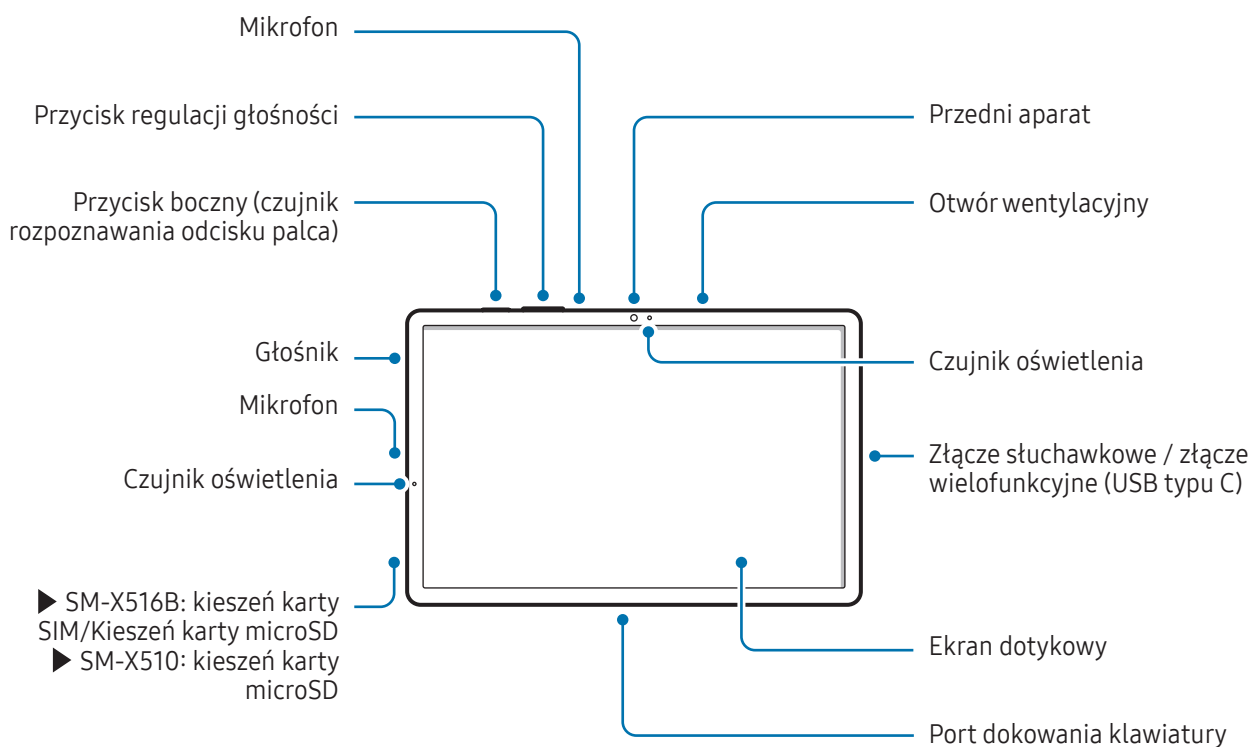 Mikrofon
Przycisk regulacji głośności
Przycisk boczny (czujnik
rozpoznawania odcisku palca)
Głośnik
Mikrofon
Czujnik oświetlenia
▶ SM-X516B: kieszeń karty
SIM/Kieszeń karty microSD
▶ SM-X510: kieszeń karty
microSD
Przedni aparat
Otwór wentylacyjny
Czujnik oświetlenia
Złącze słuchawkowe / złącze
wielofunkcyjne (USB typu C)
Ekran dotykowy
Port dokowania klawiatury